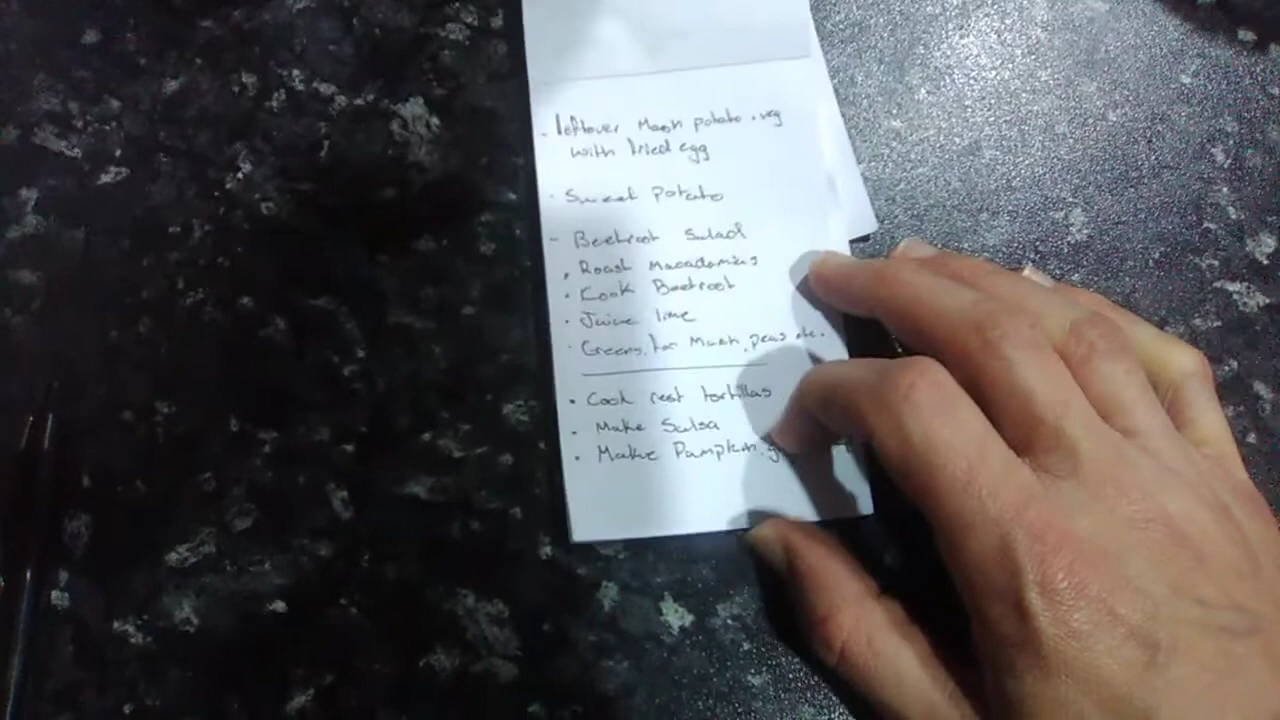 - leftover Mash potato + veg
with fried egg
- Sweet potato
- Beetroot Salad
• Roast Macadamias
• Cook Beetroot
• Juice lime
• Greens for Mash, peas etc.
• Cook rest tortillas
• Make Salsa
• Make Pumpkin